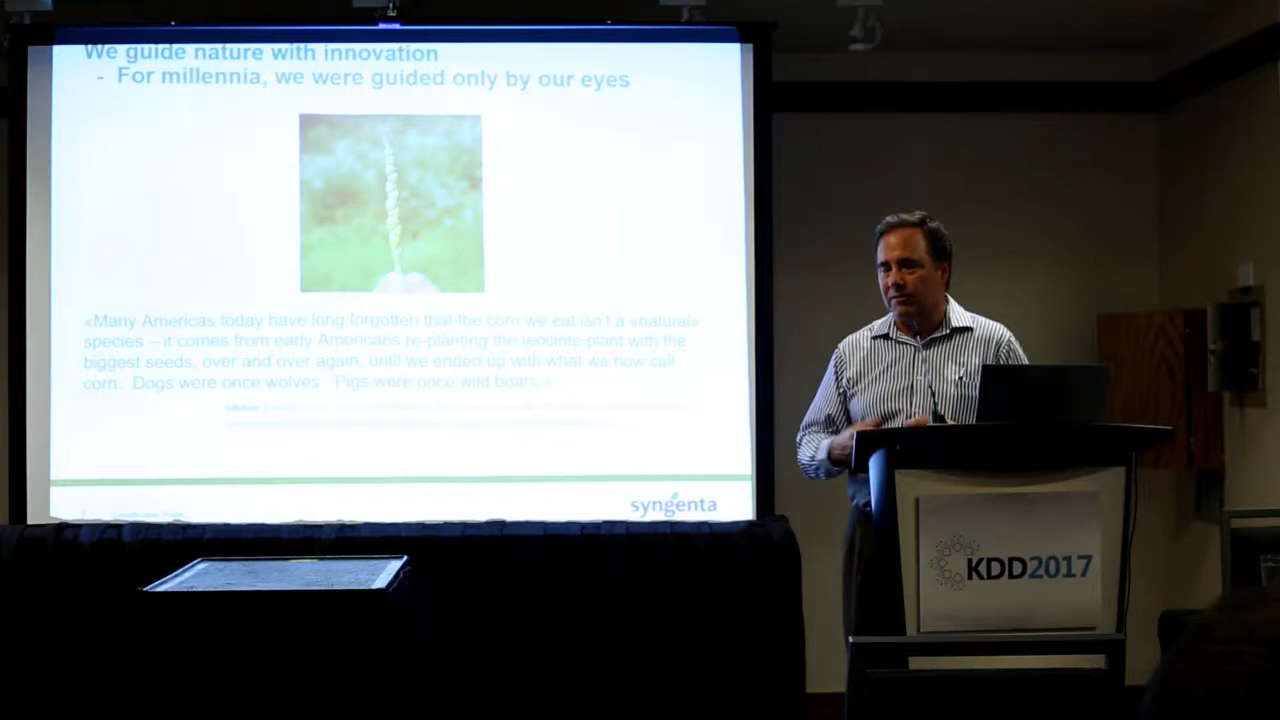 We guide nature with innovation
- For millennia, we were guided only by our eyes
«Many Americas today have long forgotten that the corn we eat isn't a «natural»
species – it comes from early Americans re-planting the teocinte plant with the
biggest seeds, over and over again, until we ended up with what we now call
corn. Dogs were once wolves. Pigs were once wild boars.»
syngenta
KDD2017